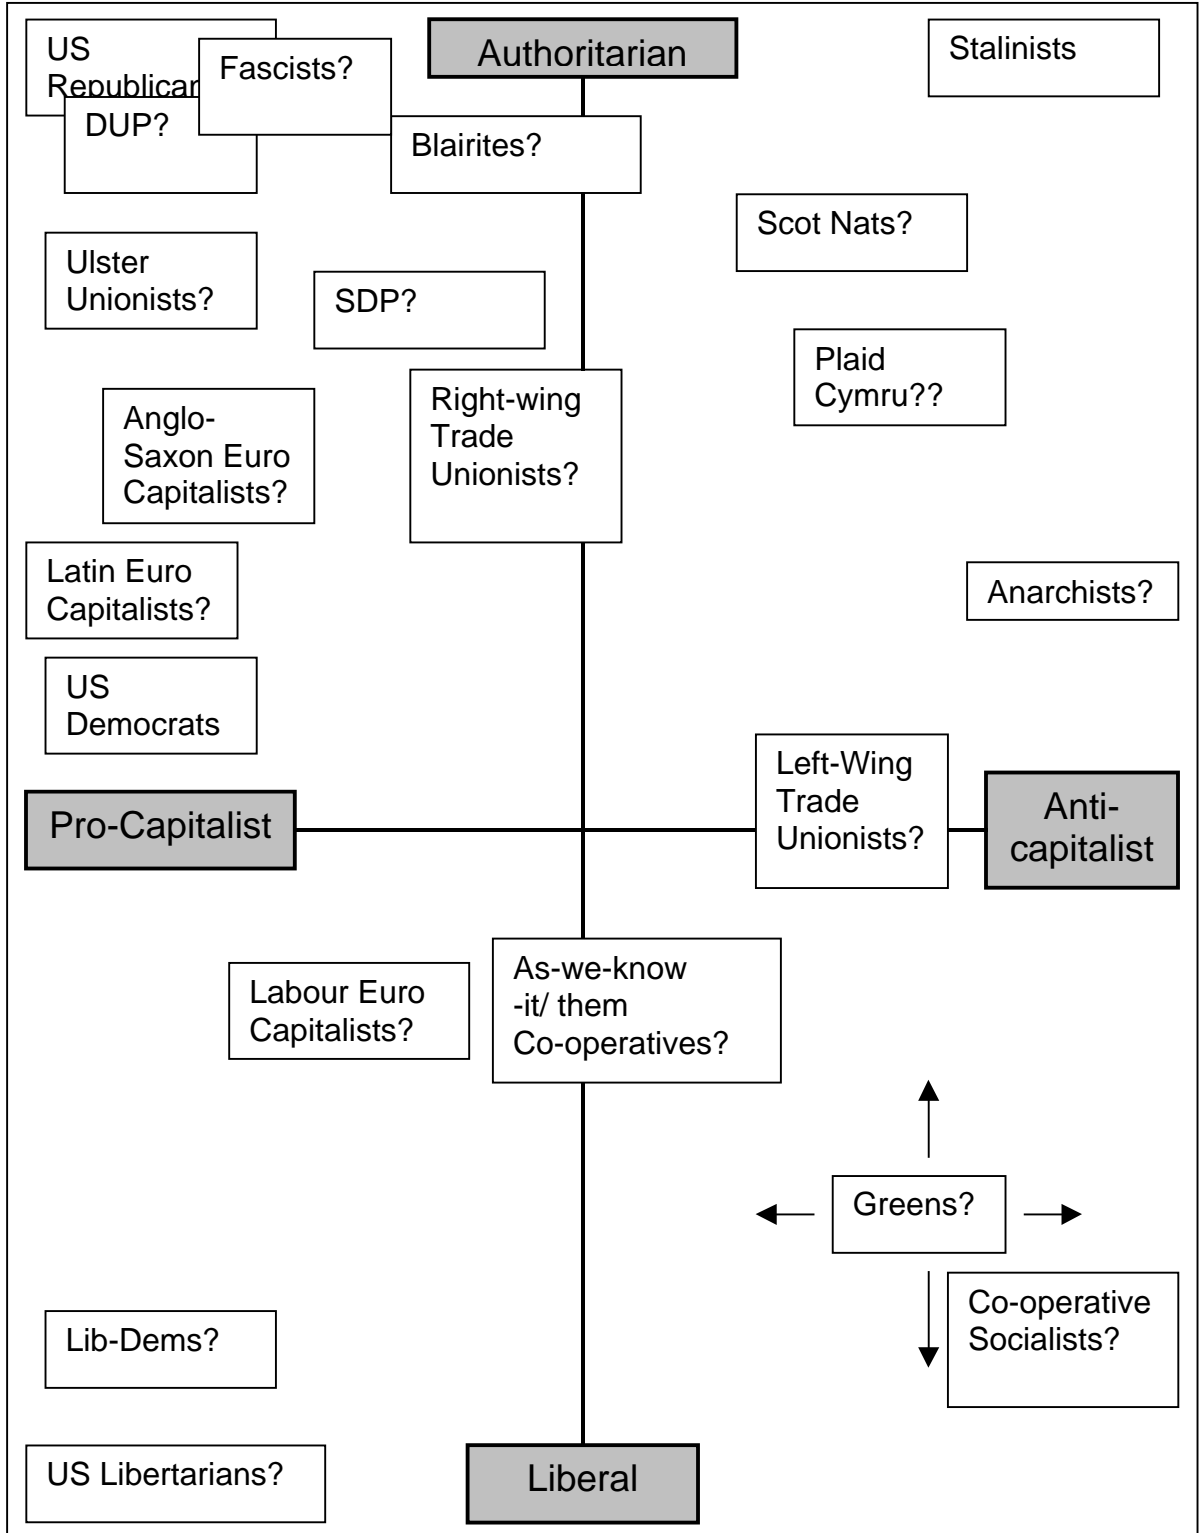 US
Republican
Fascists?
Authoritarian
Stalinists
DUP?
Blairites?
Scot Nats?
Ulster
Unionists?
SDP?
Plaid
Cymru??
Anglo-
Saxon Euro
Capitalists?
Right-wing
Trade
Unionists?
Latin Euro
Capitalists?
Anarchists?
US
Democrats
Left-Wing
Trade
Unionists?
Pro-Capitalist
Anti-
capitalist
Labour Euro
Capitalists?
As-we-know
-it/ them
Co-operatives?
Greens?
Co-operative
Socialists?
Lib-Dems?
US Libertarians?
Liberal